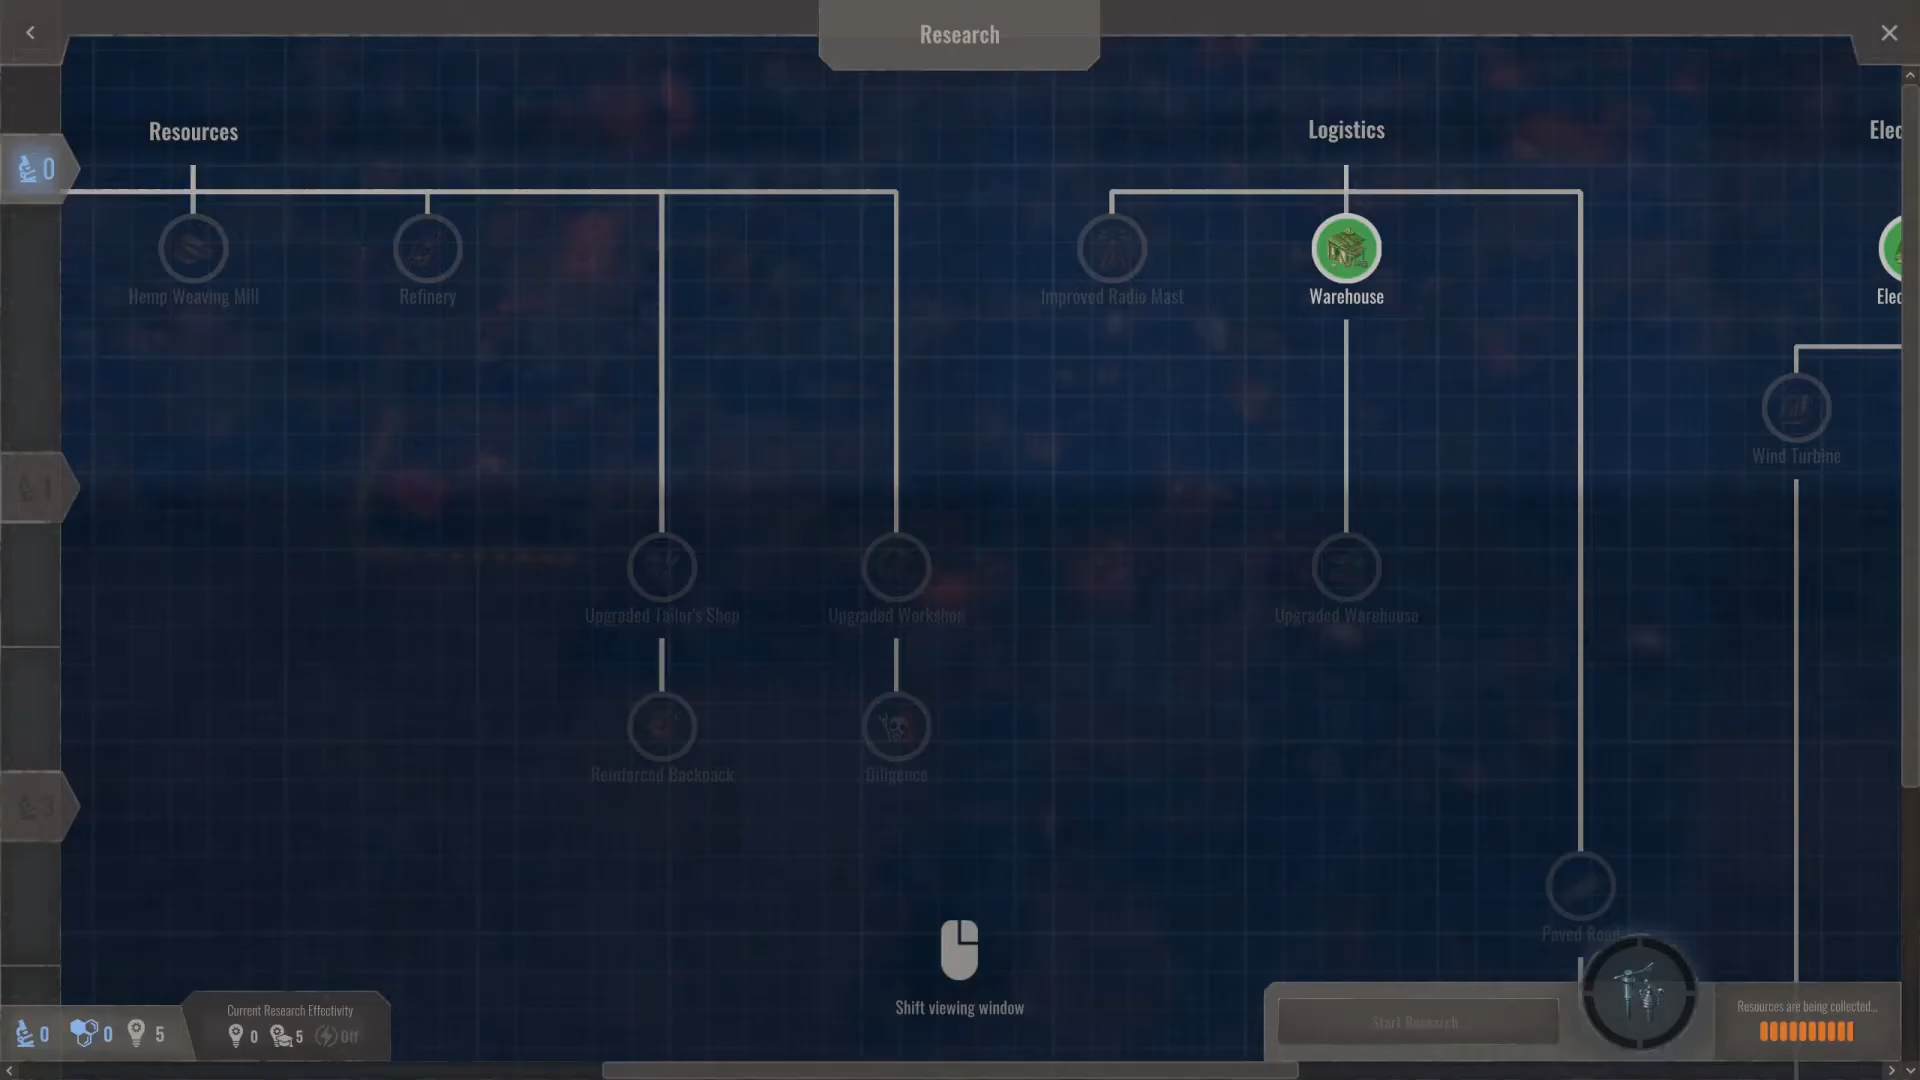 Research
Resources
Logistics
Elec
0
Hemp Weaving Mill
Refinery
Improved Radio Mast
Warehouse
Elec
Wind Turbine
1
Upgraded Tailor's Shop
Upgraded Workshop
Upgraded Warehouse
Reinforced Backpack
Diligence
3
Paved Road
Shift viewing window
Current Research Effectivity
0
0
5
0
5
Off
Start Research...
Resources are being collected...